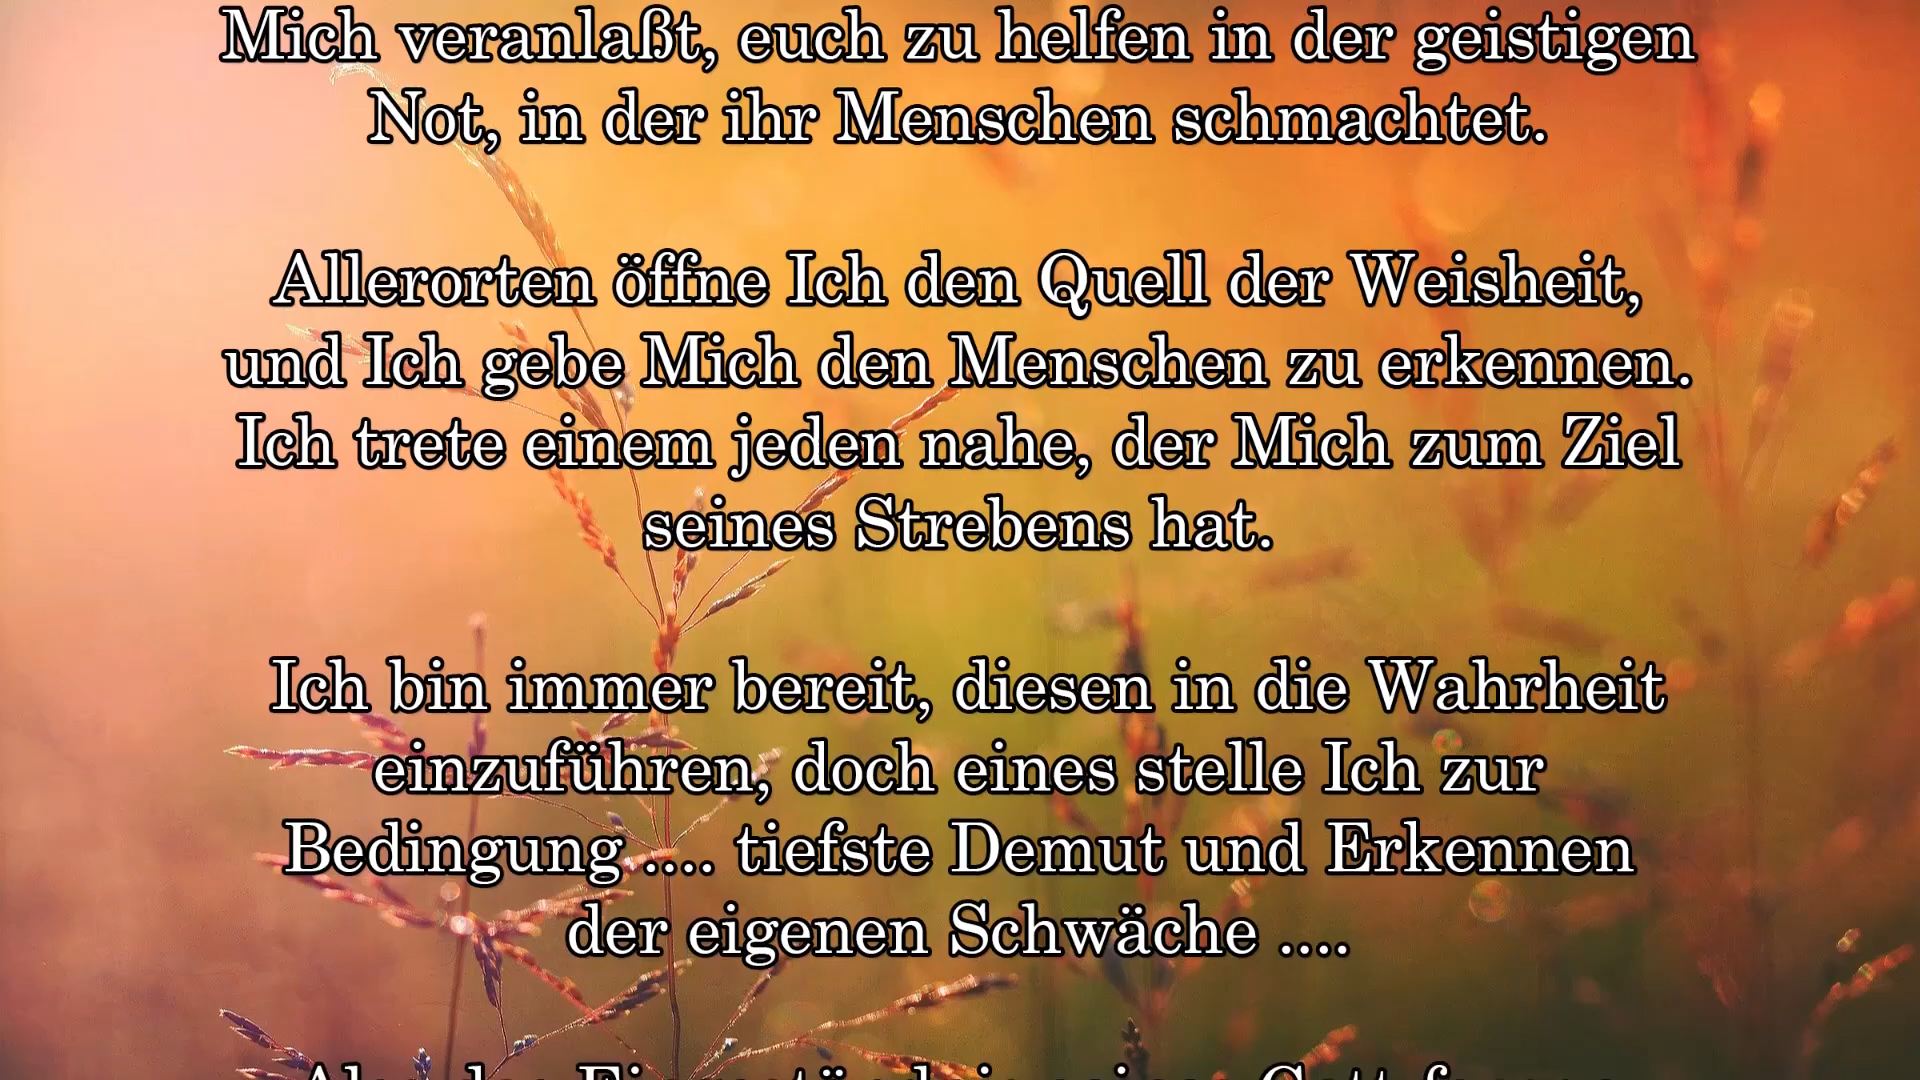 Mich veranlaßt, euch zu helfen in der geistigen
Not, in der ihr Menschen schmachtet.
Allerorten öffne Ich den Quell der Weisheit,
und Ich gebe Mich den Menschen zu erkennen.
Ich trete einem jeden nahe, der Mich zum Ziel
seines Strebens hat.
Ich bin immer bereit, diesen in die Wahrheit
einzuführen, doch eines stelle Ich zur
Bedingung .... tiefste Demut und Erkennen
der eigenen Schwäche ....